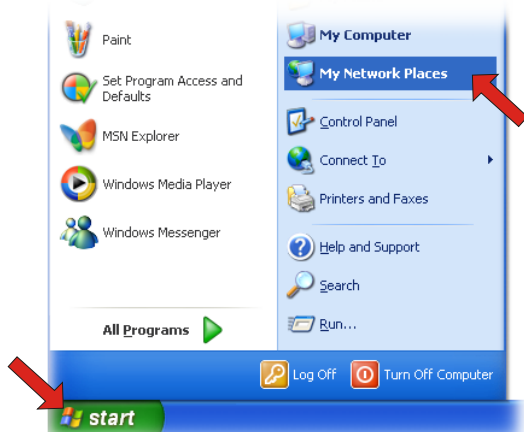 Paint
Set Program Access and
Defaults
MSN Explorer
Windows Media Player
Windows Messenger
All Programs
My Computer
My Network Places
Control Panel
Connect To
Printers and Faxes
Help and Support
Search
Run...
Log Off
Turn Off Computer
start